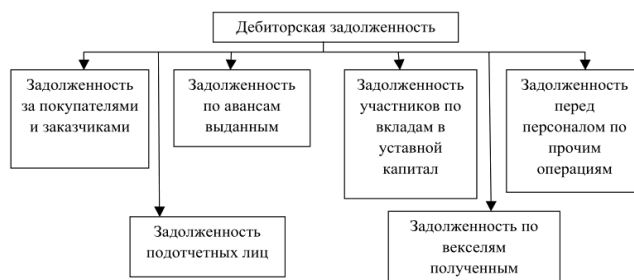 Дебиторская задолженность
Задолженность
за покупателями
и заказчиками
Задолженность
по авансам
выданным
Задолженность
участников по
вкладам в
уставной
капитал
Задолженность
перед
персоналом по
прочим
операциям
Задолженность
подотчетных лиц
Задолженность по
векселям
полученным